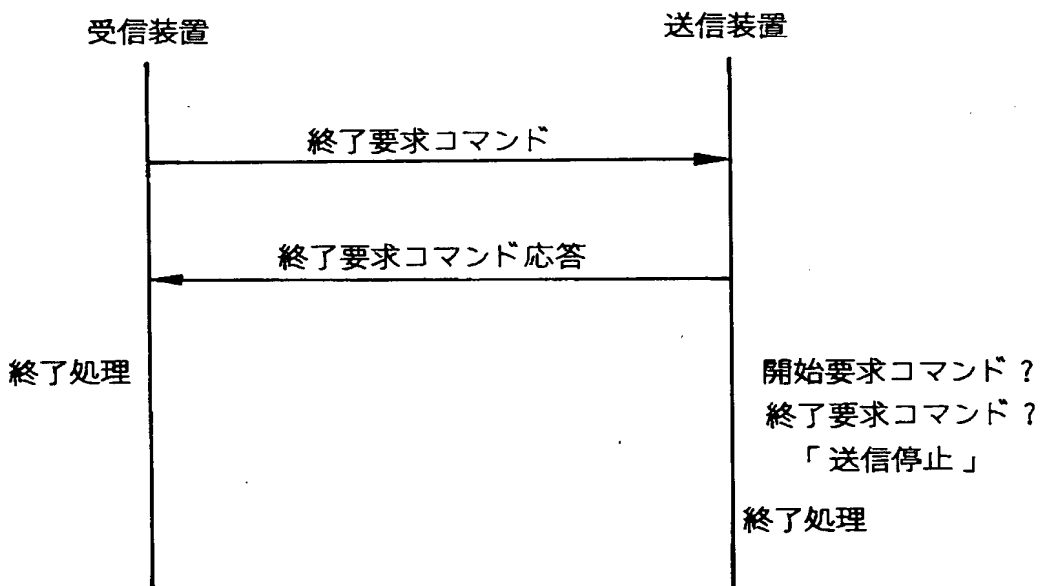 受信装置
送信装置
終了要求コマンド
終了要求コマンド応答
終了処理
開始要求コマンド?
終了要求コマンド?
「送信停止」
終了処理